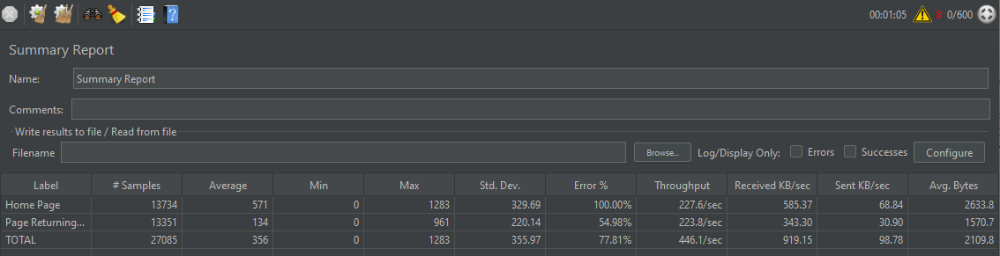 00:01:05 8 0/600
Summary Report
Name: Summary Report
Comments:
Write results to file / Read from file
Filename Browse... Log/Display Only: Errors Successes Configure
Label # Samples Average Min Max Std. Dev. Error % Throughput Received KB/sec Sent KB/sec Avg. Bytes
Home Page 13734 571 0 1283 329.69 100.00% 227.6/sec 585.37 68.84 2633.8
Page Returning... 13351 134 0 961 220.14 54.98% 223.8/sec 343.30 30.90 1570.7
TOTAL 27085 356 0 1283 355.97 77.81% 446.1/sec 919.15 98.78 2109.8